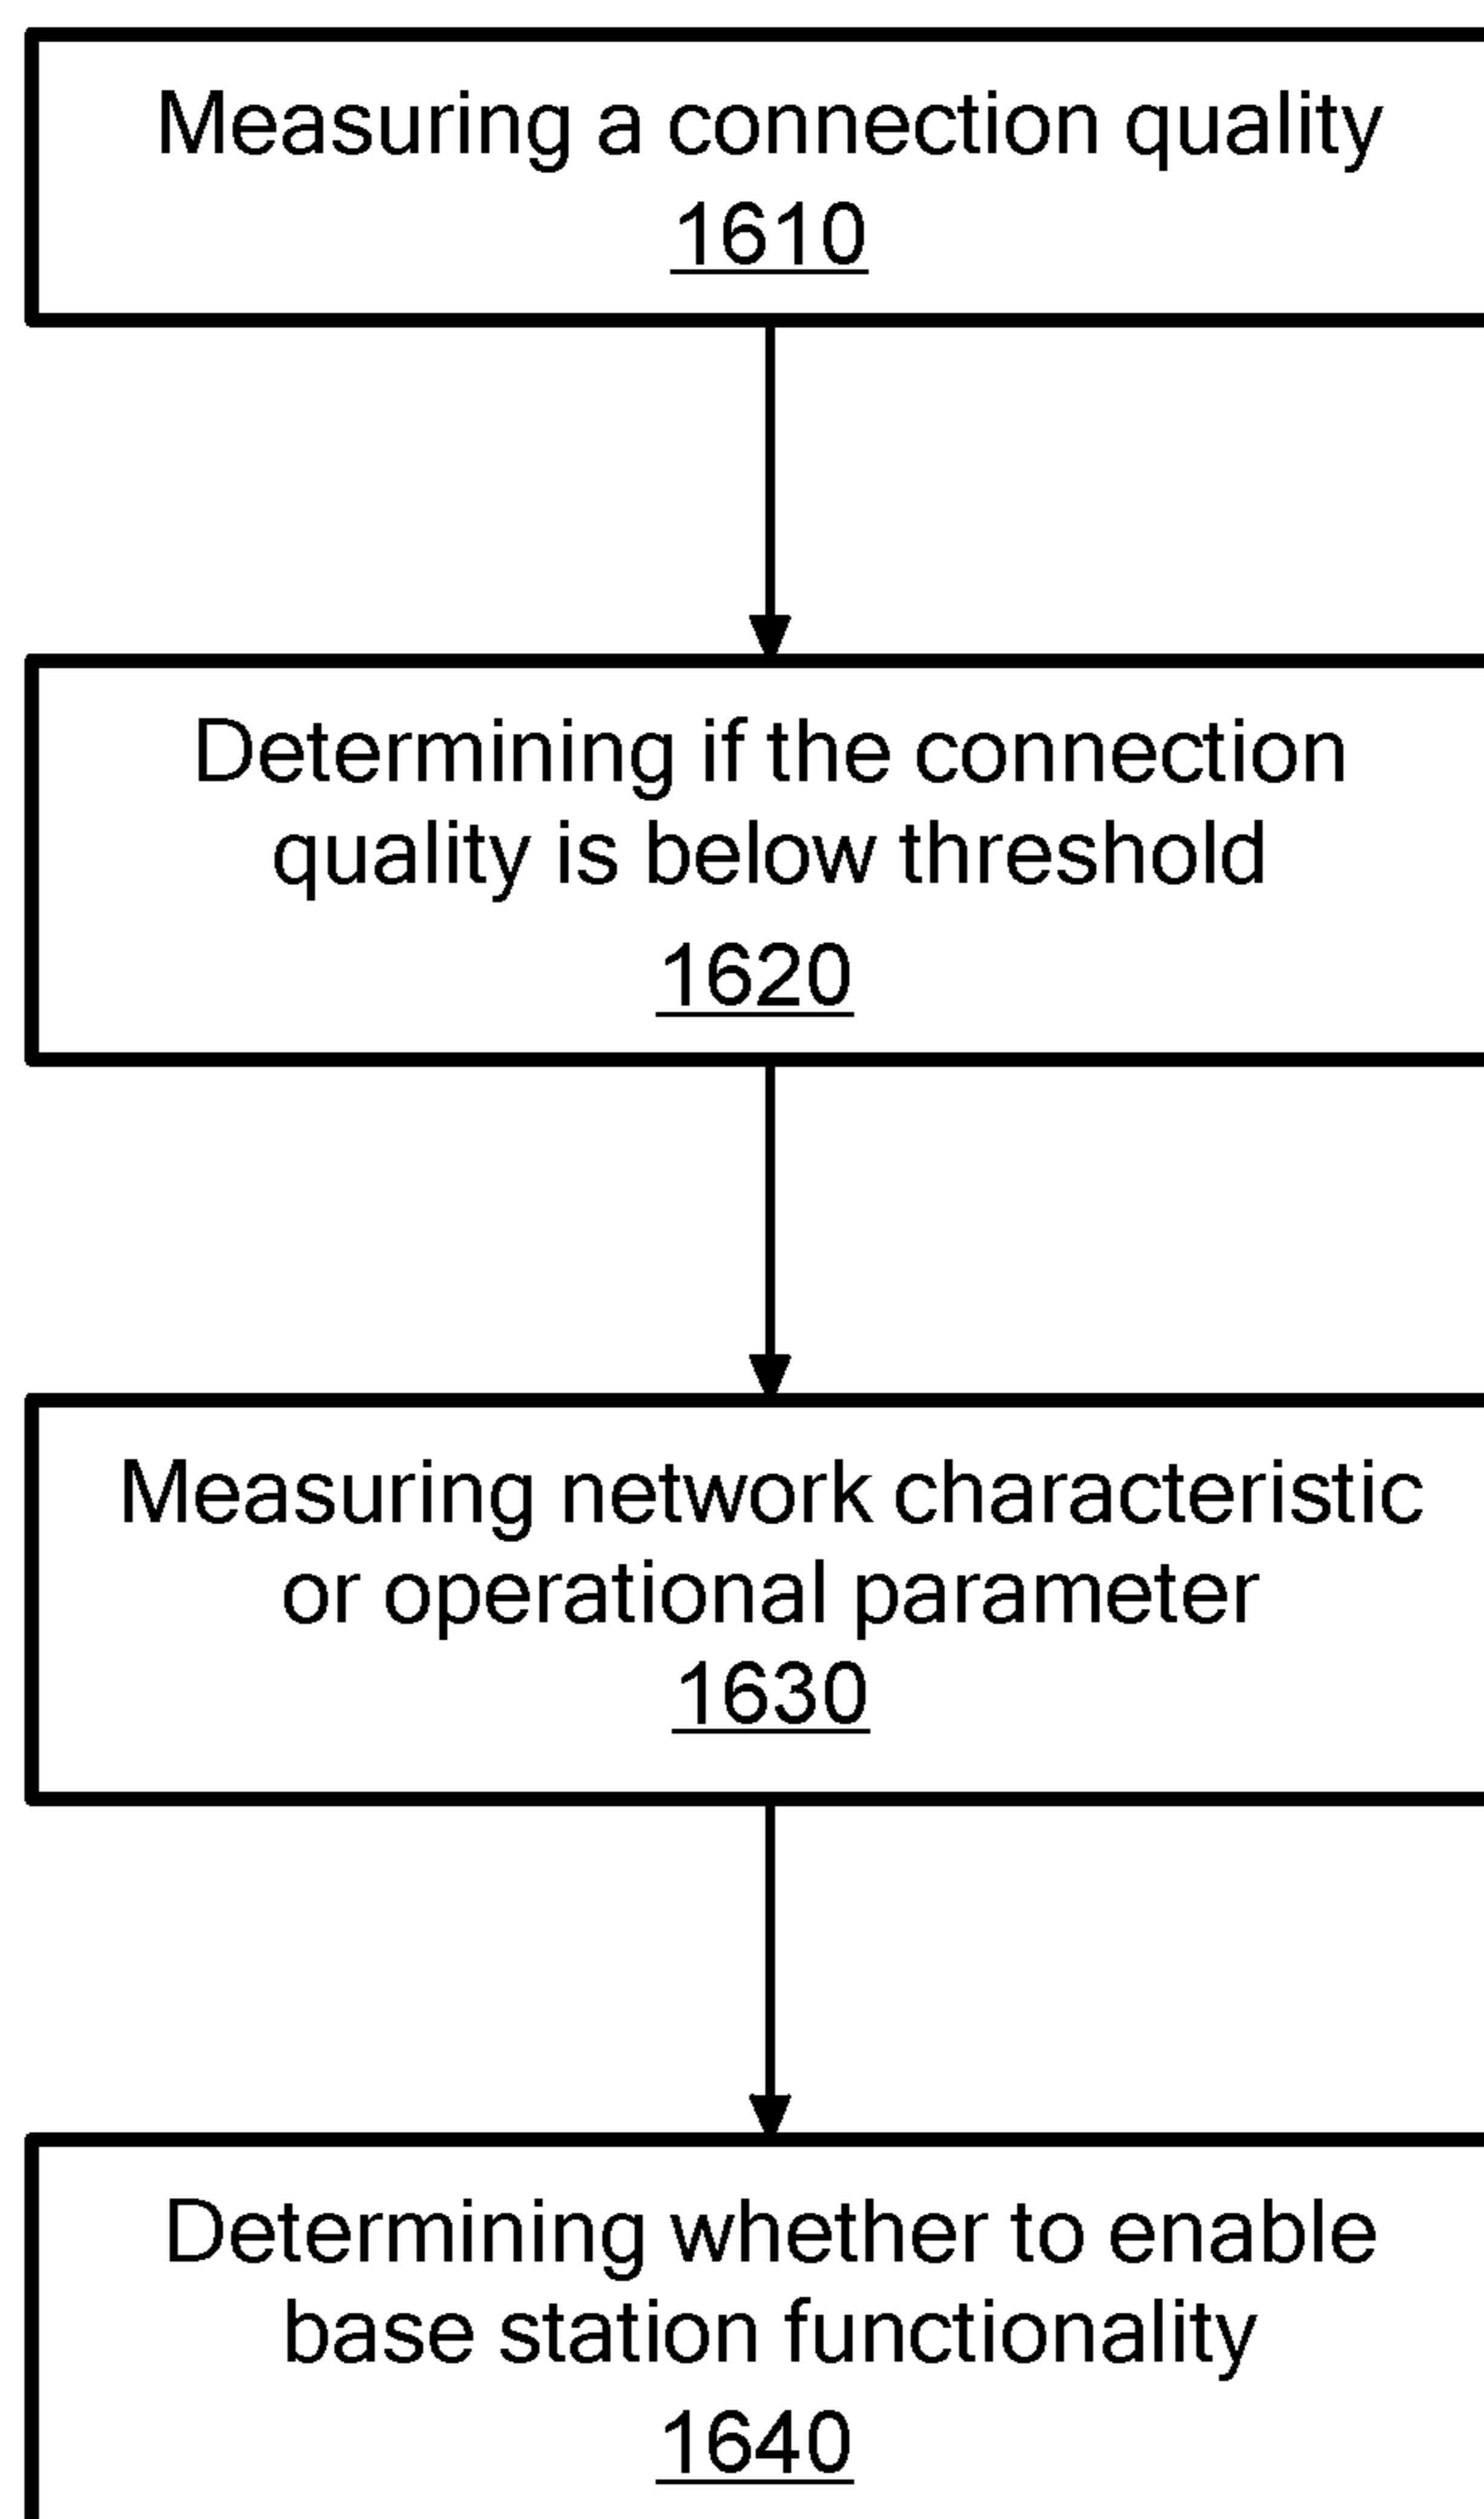 Measuring a connection quality
1610
Determining if the connection
quality is below threshold
1620
Measuring network characteristic
or operational parameter
1630
Determining whether to enable
base station functionality
1640